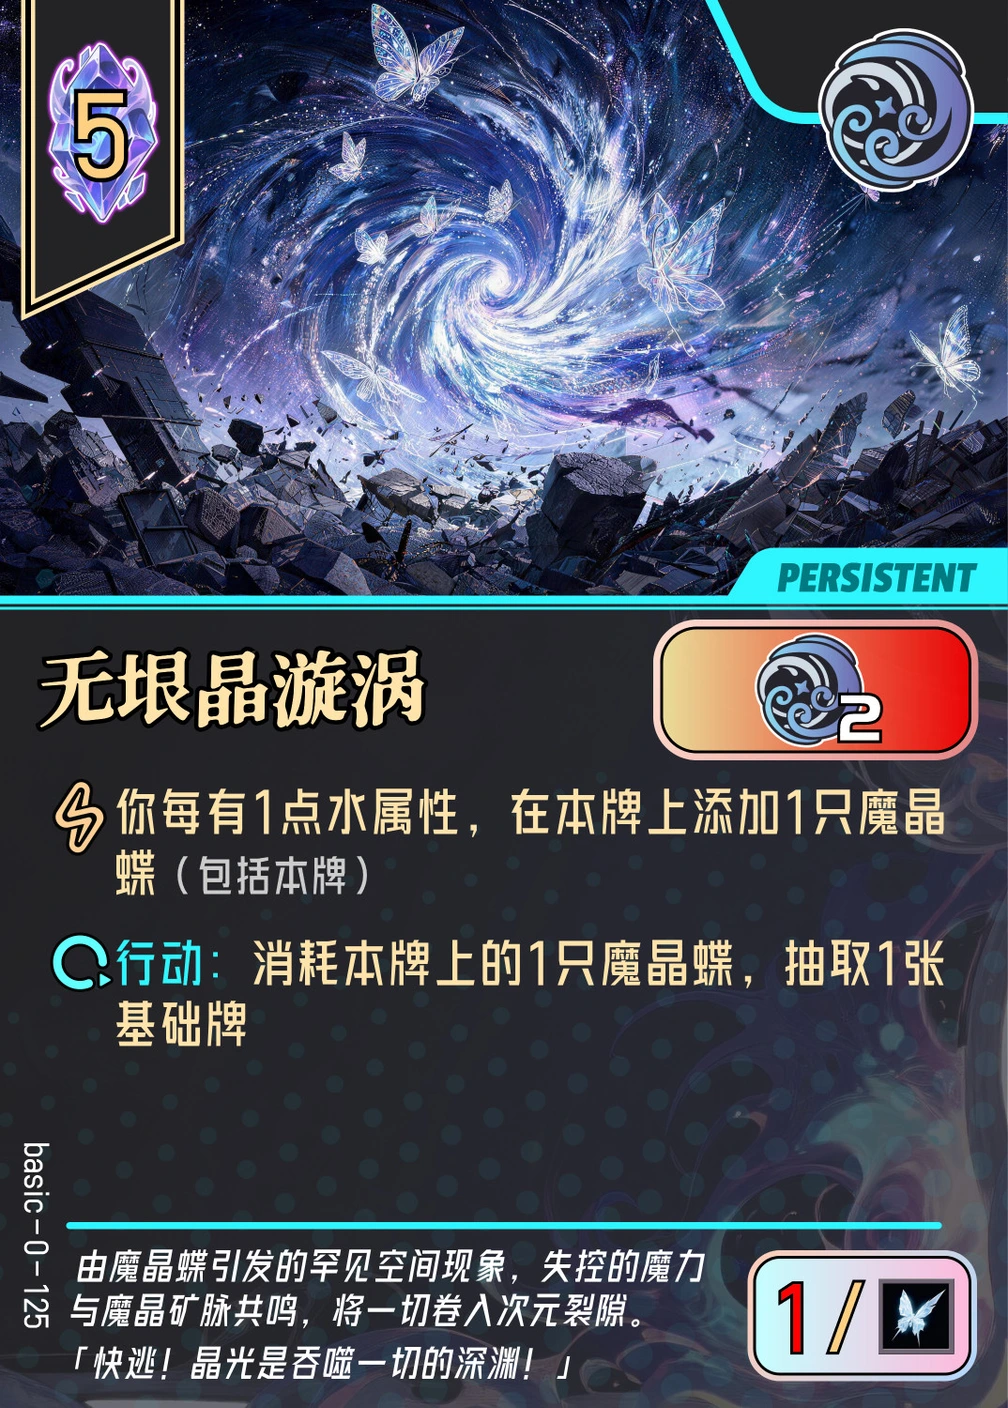 5
PERSISTENT
无垠晶漩涡
2
你每有1点水属性，在本牌上添加1只魔晶
蝶（包括本牌）
行动：消耗本牌上的1只魔晶蝶，抽取1张
基础牌
basic-0-125
由魔晶蝶引发的罕见空间现象，失控的魔力
与魔晶矿脉共鸣，将一切卷入次元裂隙。
「快逃！晶光是吞噬一切的深渊！」
1/